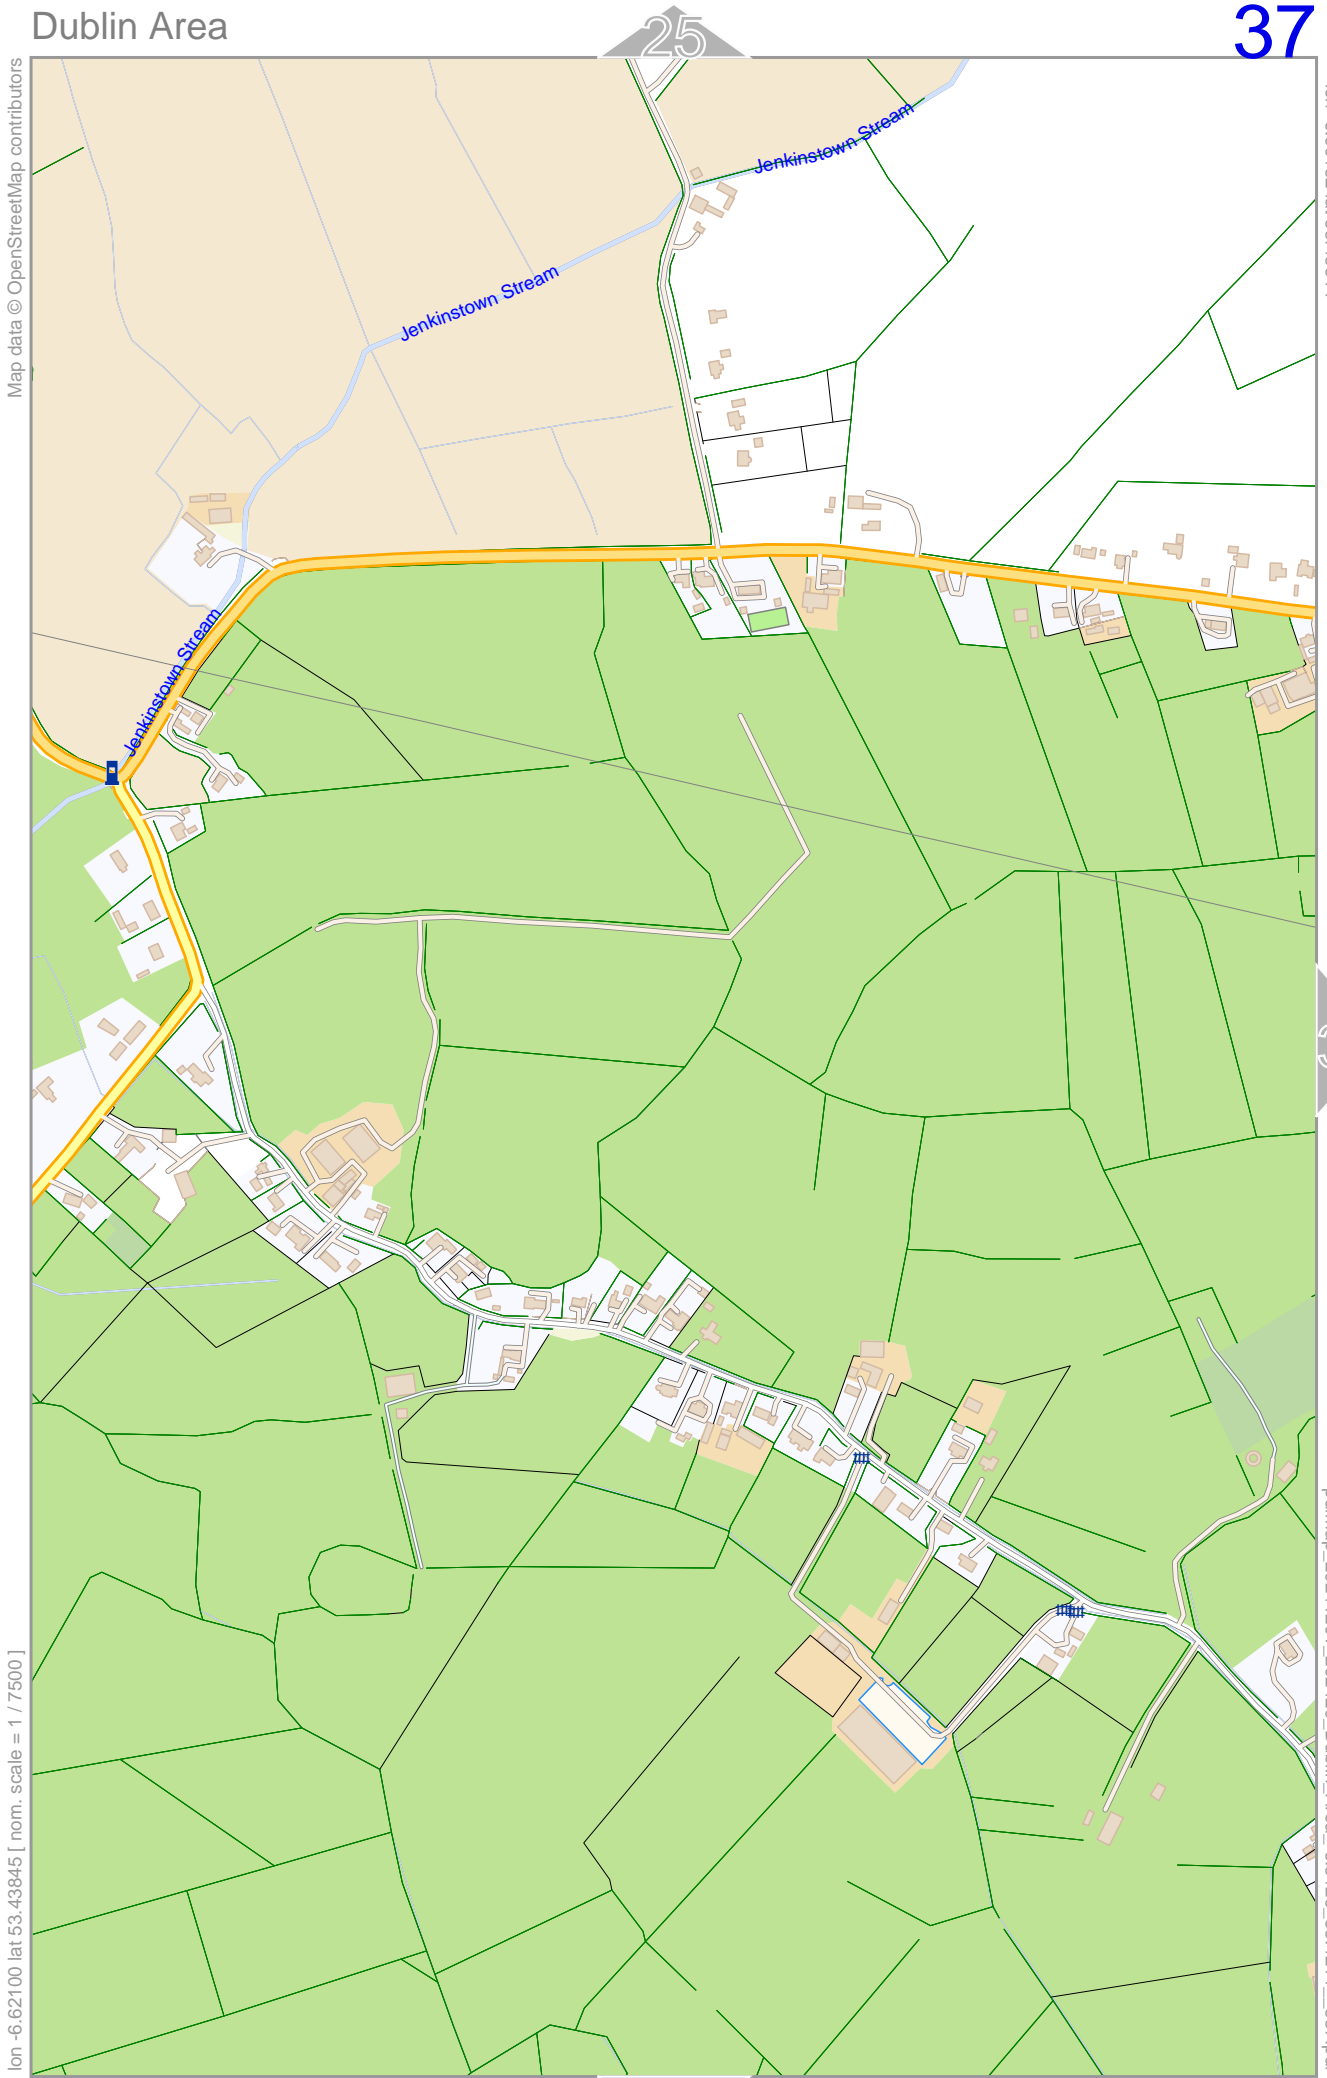 Dublin Area
25
37
Map data © OpenStreetMap contributors
Jenkinstown Stream
Jenkinstown Stream
Jenkinstown Stream
lon -6.62100 lat 53.43845 [ nom. scale = 1 / 7500 ]